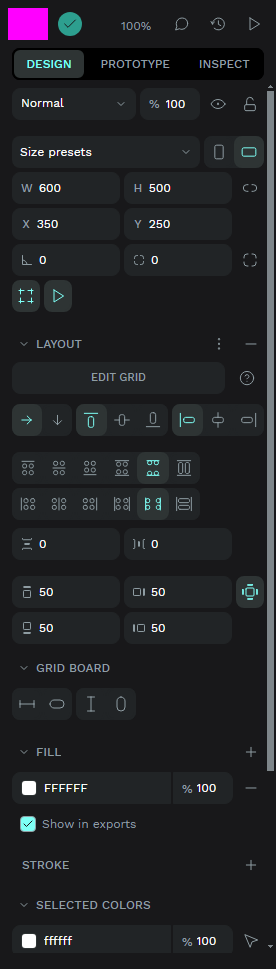 100%
DESIGN PROTOTYPE INSPECT
Normal % 100
Size presets
W 600 H 500
X 350 Y 250
0 0
LAYOUT
EDIT GRID ?
0 0
50 50
50 50
GRID BOARD
FILL
FFFFFF % 100
Show in exports
STROKE
SELECTED COLORS
ffffff % 100